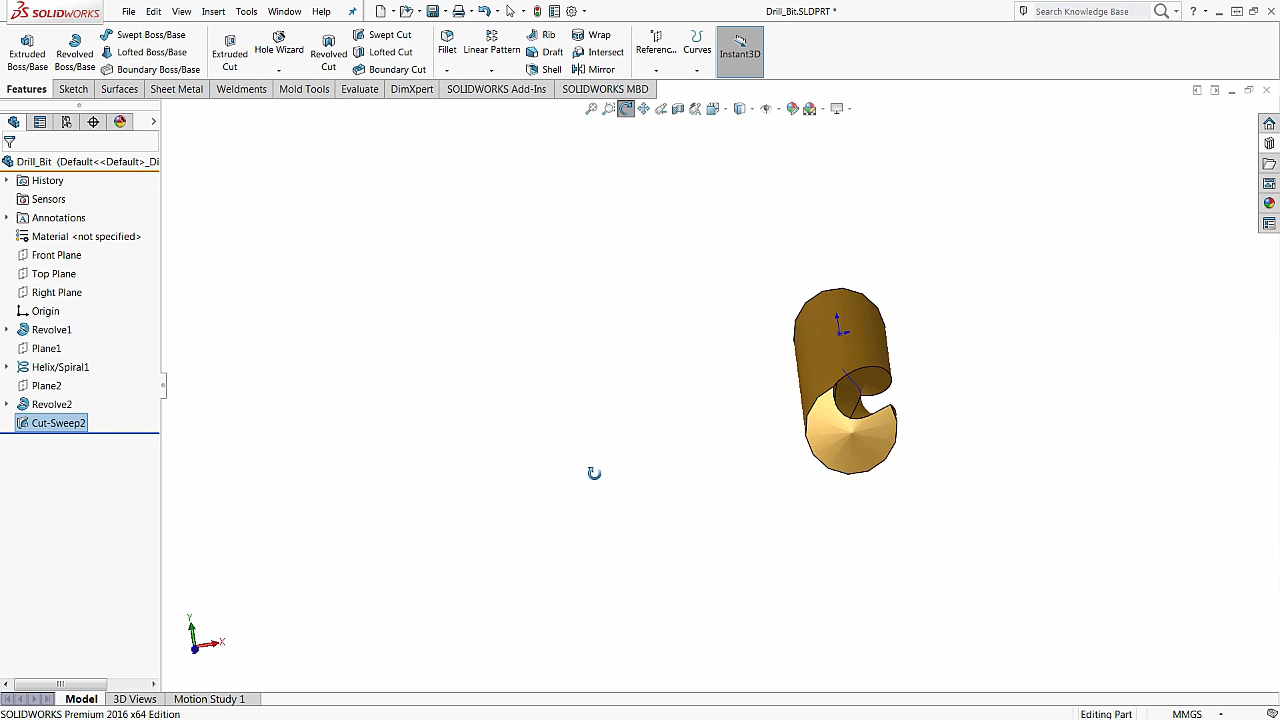 SOLIDWORKS File Edit View Insert Tools Window Help Drill_Bit.SLDPRT * Search Knowledge Base ?
Extruded Boss/Base
Revolved Boss/Base
Swept Boss/Base
Lofted Boss/Base
Boundary Boss/Base
Extruded Cut
Hole Wizard
Revolved Cut
Swept Cut
Lofted Cut
Boundary Cut
Fillet
Linear Pattern
Rib
Draft
Shell
Wrap
Intersect
Mirror
Referenc...
Curves
Instant3D
Features Sketch Surfaces Sheet Metal Weldments Mold Tools Evaluate DimXpert SOLIDWORKS Add-Ins SOLIDWORKS MBD
Drill_Bit (Default<<Default>_Di
History
Sensors
Annotations
Material <not specified>
Front Plane
Top Plane
Right Plane
Origin
Revolve1
Plane1
Helix/Spiral1
Plane2
Revolve2
Cut-Sweep2
Y
X
Model 3D Views Motion Study 1
SOLIDWORKS Premium 2016 x64 Edition Editing Part MMGS